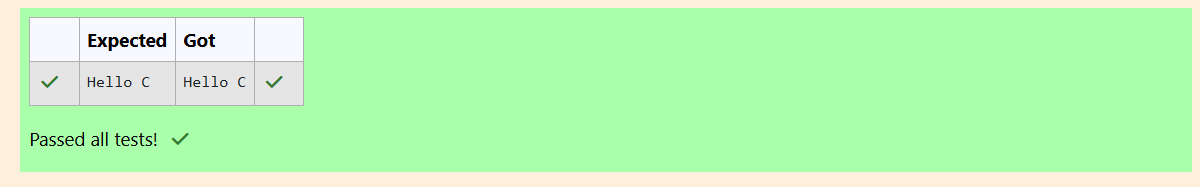 Expected Got
Hello C Hello C
Passed all tests!